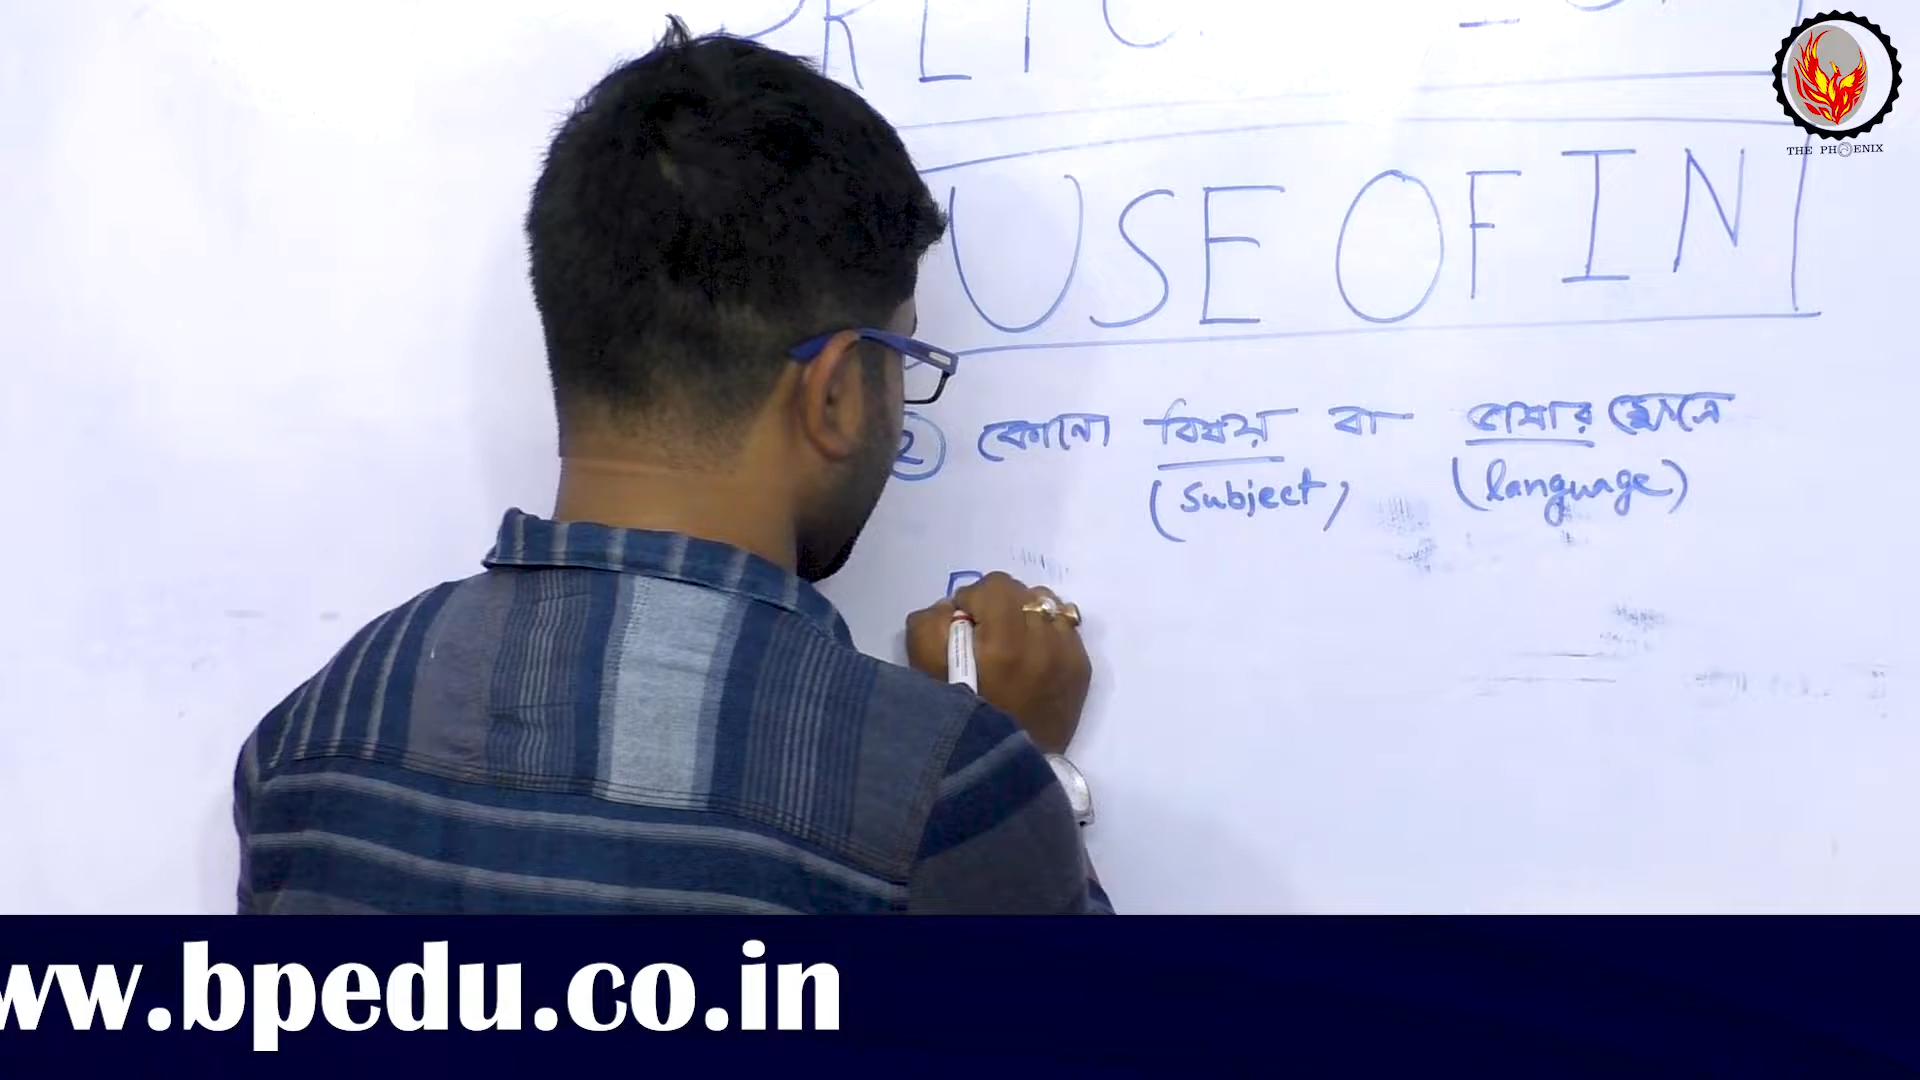 THE PHOENIX
USE OF IN
২ কোনো বিষয় বা ভাষার ক্ষেত্রে
(Subject) (language)
ww.bpedu.co.in